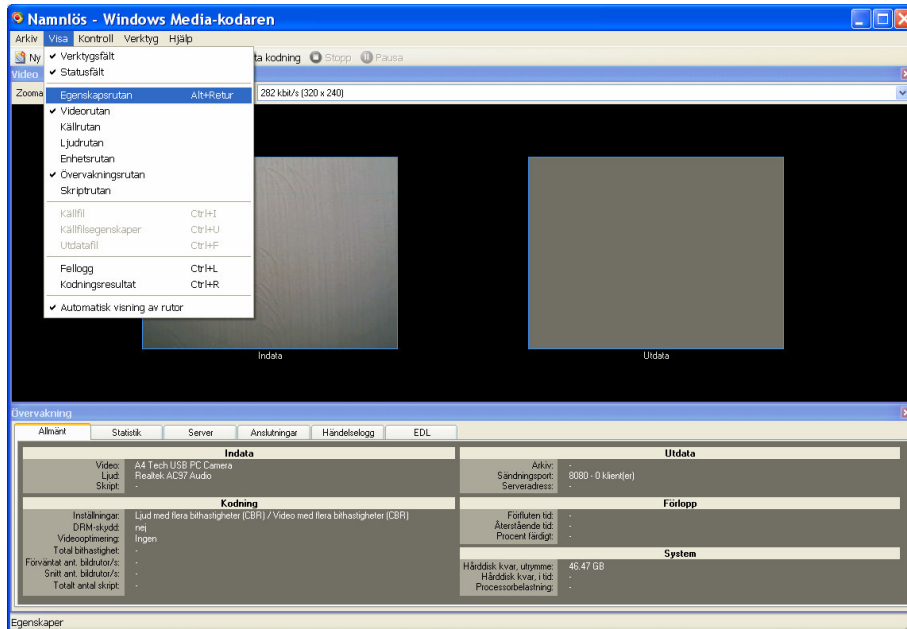 Namnlös - Windows Media-kodaren
Arkiv Visa Kontroll Verktyg Hjälp
Ny ta kodning Stopp Pausa
Video
Zooma 282 kbit/s (320 x 240)
Verktygsfält
Statusfält
Egenskapsrutan Alt+Retur
Videorutan
Källrutan
Ljudrutan
Enhetsrutan
Övervakningsrutan
Skriptrutan
Källfil Ctrl+I
Källfilsegenskaper Ctrl+U
Utdatafil Ctrl+F
Fellogg Ctrl+L
Kodningsresultat Ctrl+R
Automatisk visning av rutor
Indata Utdata
Övervakning
Allmänt Statistik Server Anslutningar Händelselogg EDL
Indata
Video: A4 Tech USB PC Camera
Ljud: Realtek AC97 Audio
Skript: -
Kodning
Inställningar: Ljud med flera bithastigheter (CBR) / Video med flera bithastigheter (CBR)
DRM-skydd: nej
Videooptimering: Ingen
Total bithastighet: -
Förväntat ant. bildrutor/s: -
Snitt ant. bildrutor/s: -
Totalt antal skript: -
Utdata
Arkiv: -
Sändningsport: 8080 - 0 klient(er)
Serveradress: -
Förlopp
Förfluten tid: -
Återstående tid: -
Procent färdigt: -
System
Hårddisk kvar, utrymme: 46.47 GB
Hårddisk kvar, i tid: -
Processorbelastning: -
Egenskaper